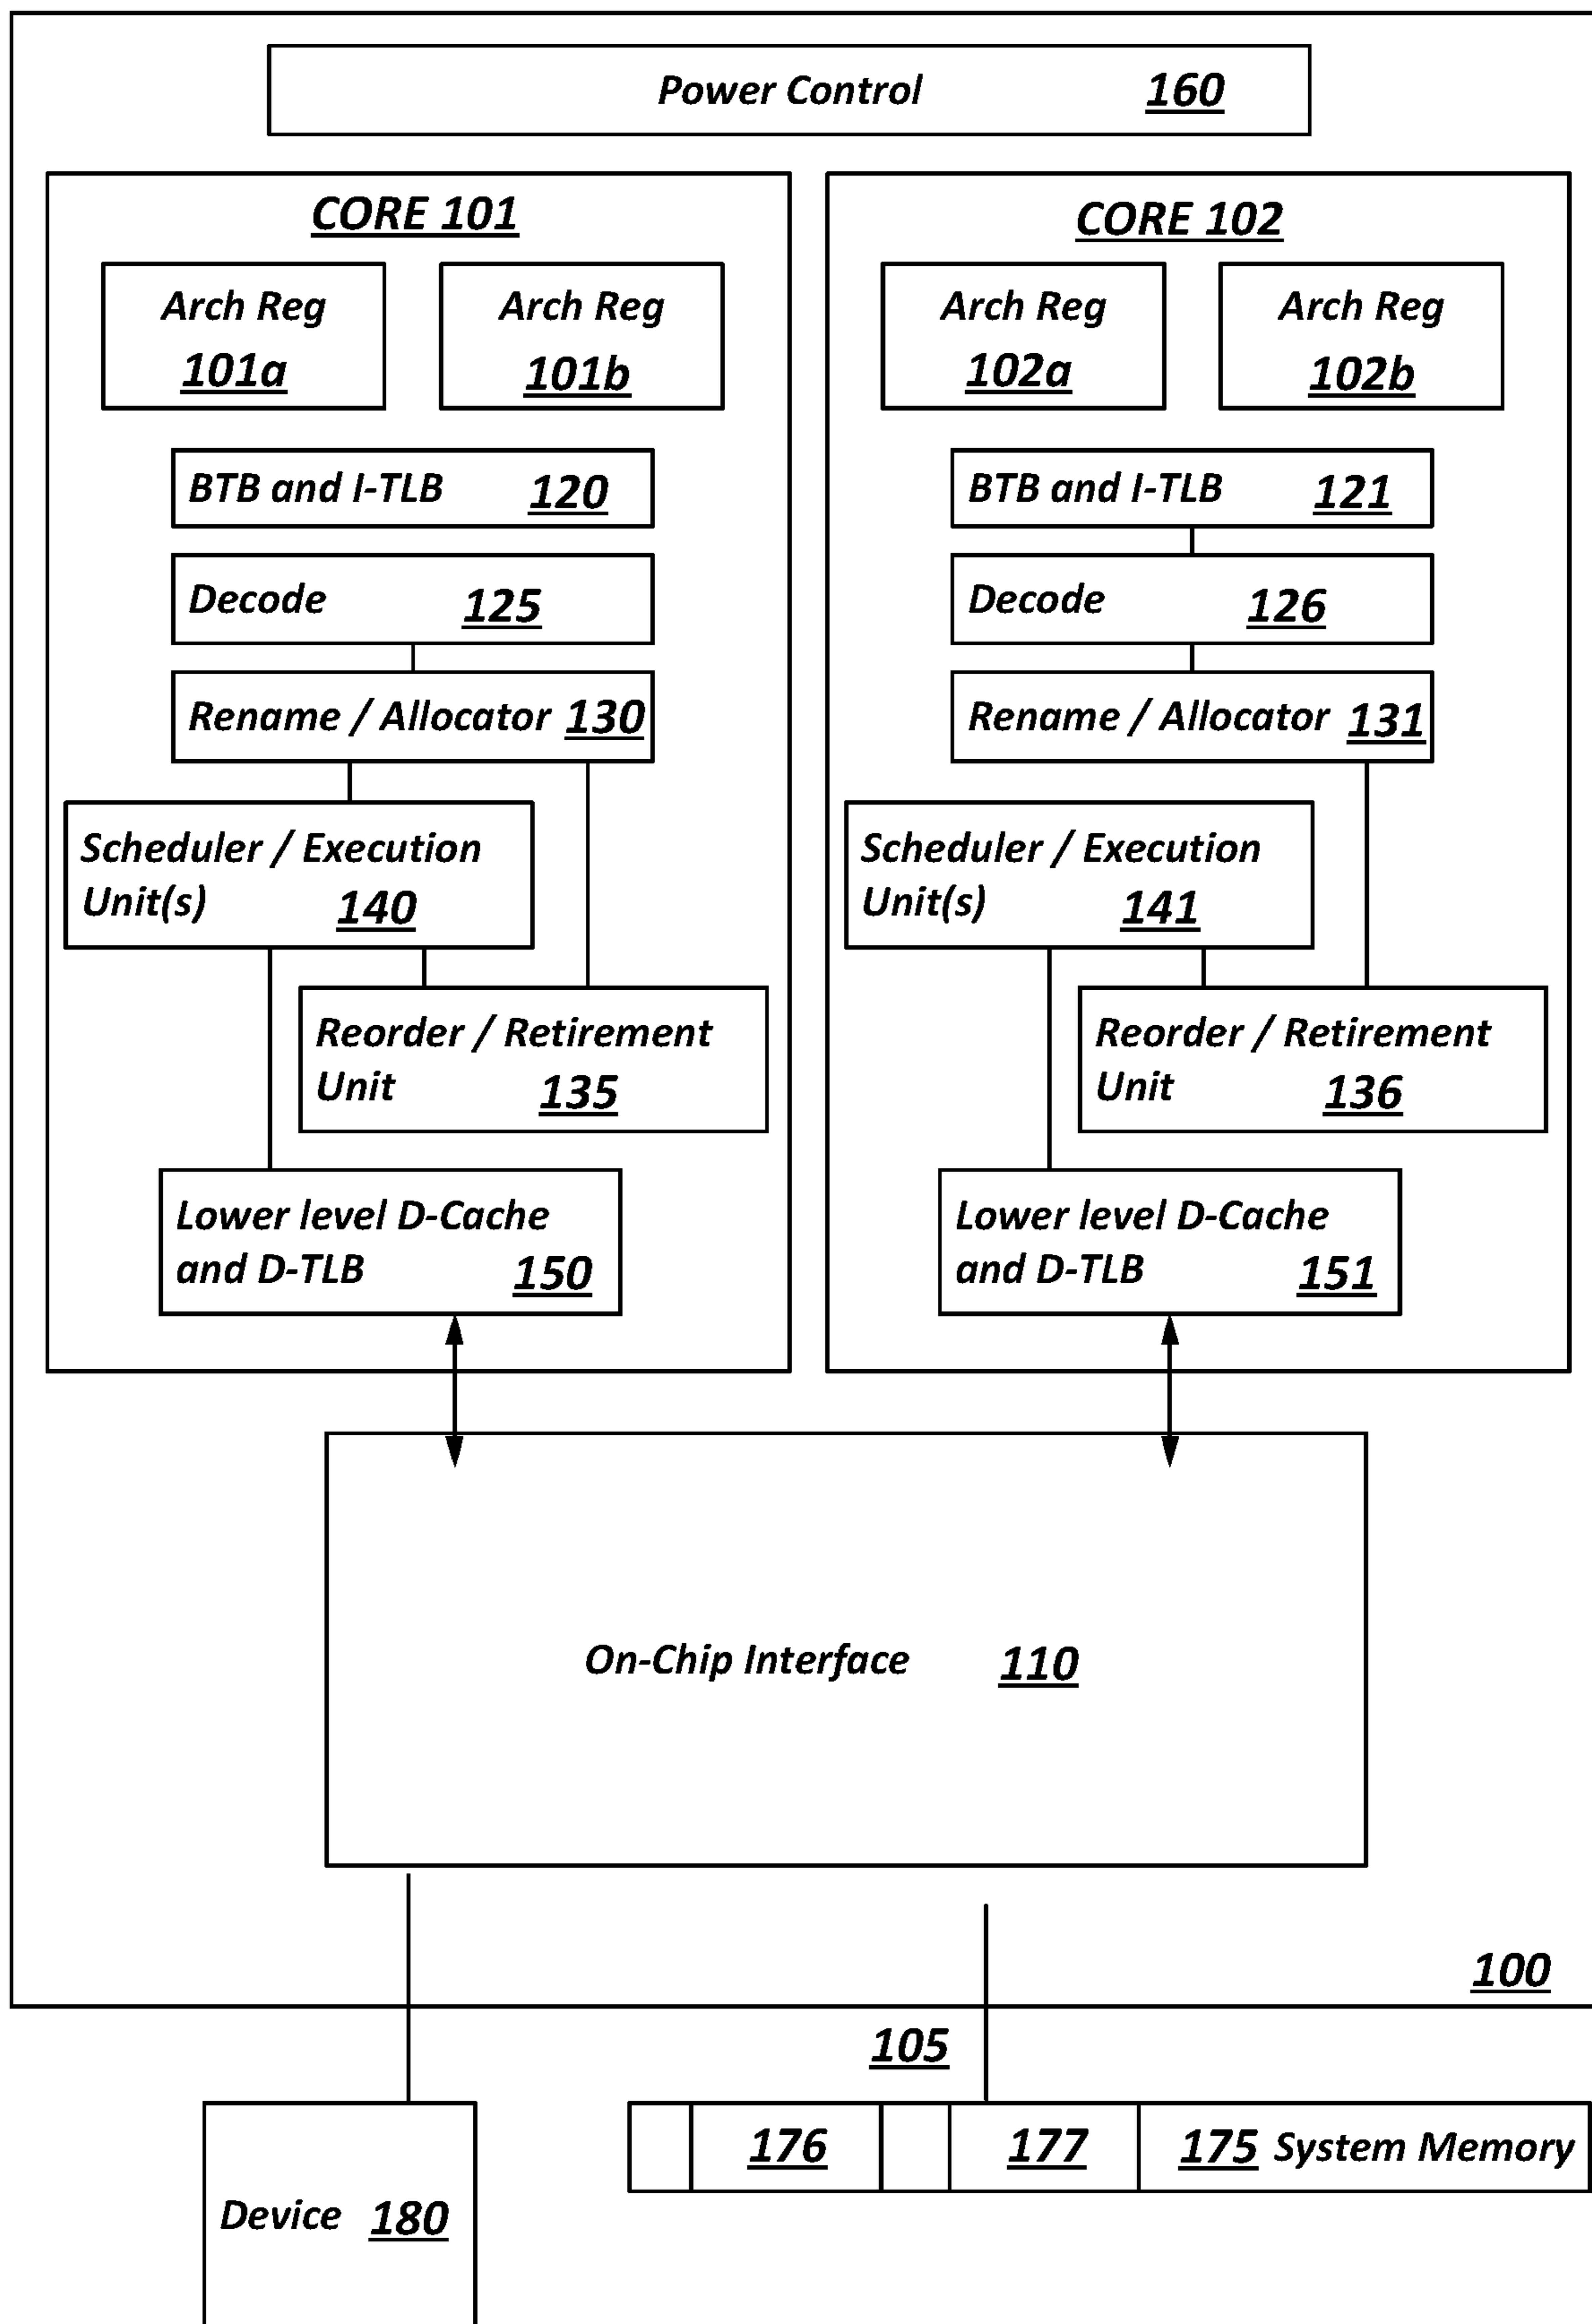 Power Control 160
CORE 101
Arch Reg
101a
Arch Reg
101b
BTB and I-TLB 120
Decode 125
Rename / Allocator 130
Scheduler / Execution
Unit(s) 140
Reorder / Retirement
Unit 135
Lower level D-Cache
and D-TLB 150
CORE 102
Arch Reg
102a
Arch Reg
102b
BTB and I-TLB 121
Decode 126
Rename / Allocator 131
Scheduler / Execution
Unit(s) 141
Reorder / Retirement
Unit 136
Lower level D-Cache
and D-TLB 151
On-Chip Interface 110
100
105
176 177 175 System Memory
Device 180